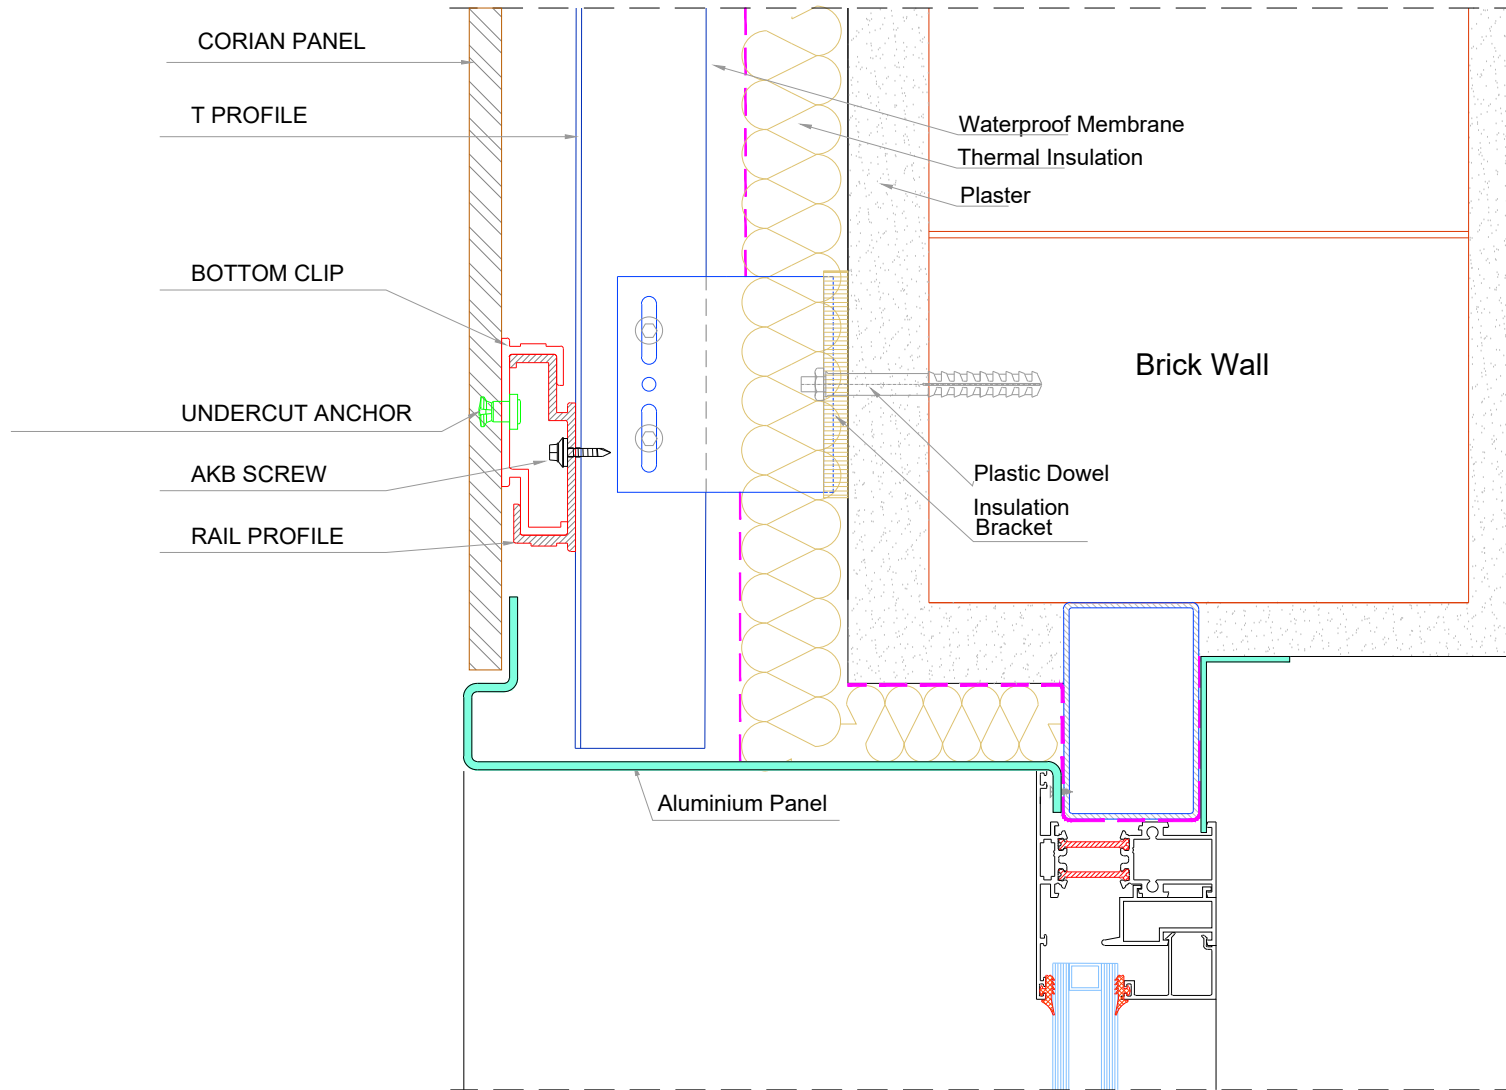 CORIAN PANEL
T PROFILE
BOTTOM CLIP
UNDERCUT ANCHOR
AKB SCREW
RAIL PROFILE
Waterproof Membrane
Thermal Insulation
Plaster
Brick Wall
Plastic Dowel
Insulation
Bracket
Aluminium Panel